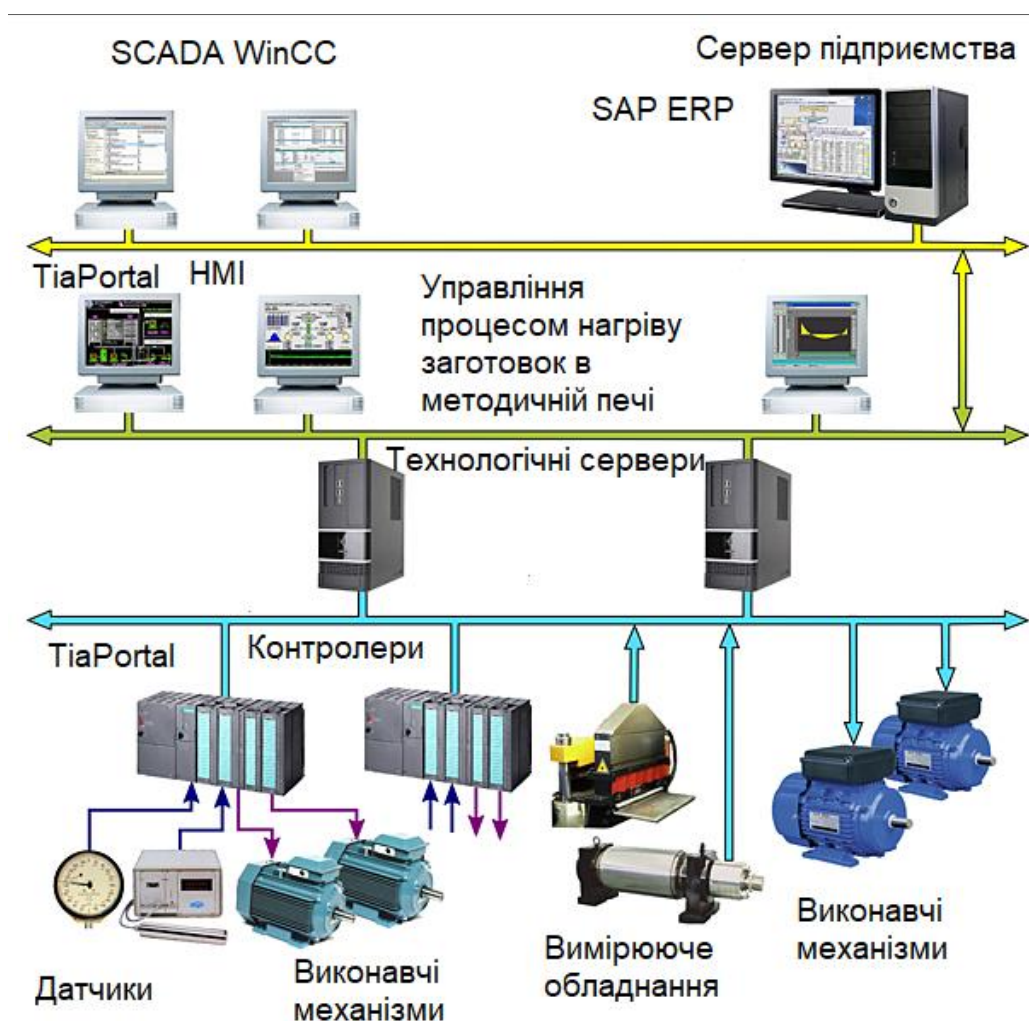 SCADA WinCC
Сервер підприємства
SAP ERP
TiaPortal
HMI
Управління
процесом нагріву
заготовок в
методичній печі
Технологічні сервери
TiaPortal
Контролери
Датчики
Виконавчі
механізми
Вимірююче
обладнання
Виконавчі
механізми